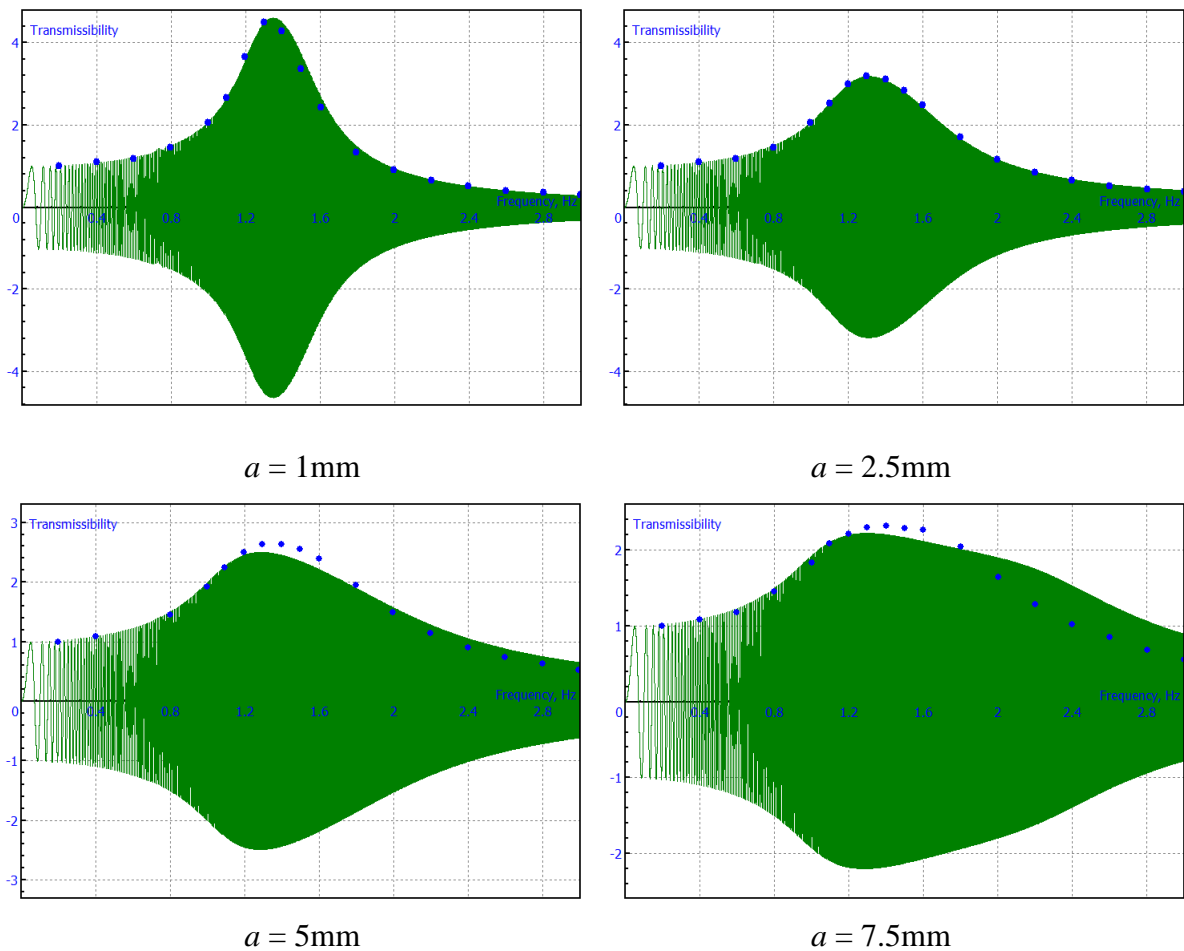 Transmissibility
4
2
0
-2
-4
0.4 0.8 1.2 1.6 2 2.4 2.8
Frequency, Hz
a = 1mm
Transmissibility
4
2
0
-2
-4
0.4 0.8 1.2 1.6 2 2.4 2.8
Frequency, Hz
a = 2.5mm
Transmissibility
3
2
1
0
-1
-2
-3
0.4 0.8 1.2 1.6 2 2.4 2.8
Frequency, Hz
a = 5mm
Transmissibility
2
1
0
-1
-2
0.4 0.8 1.2 1.6 2 2.4 2.8
Frequency, Hz
a = 7.5mm